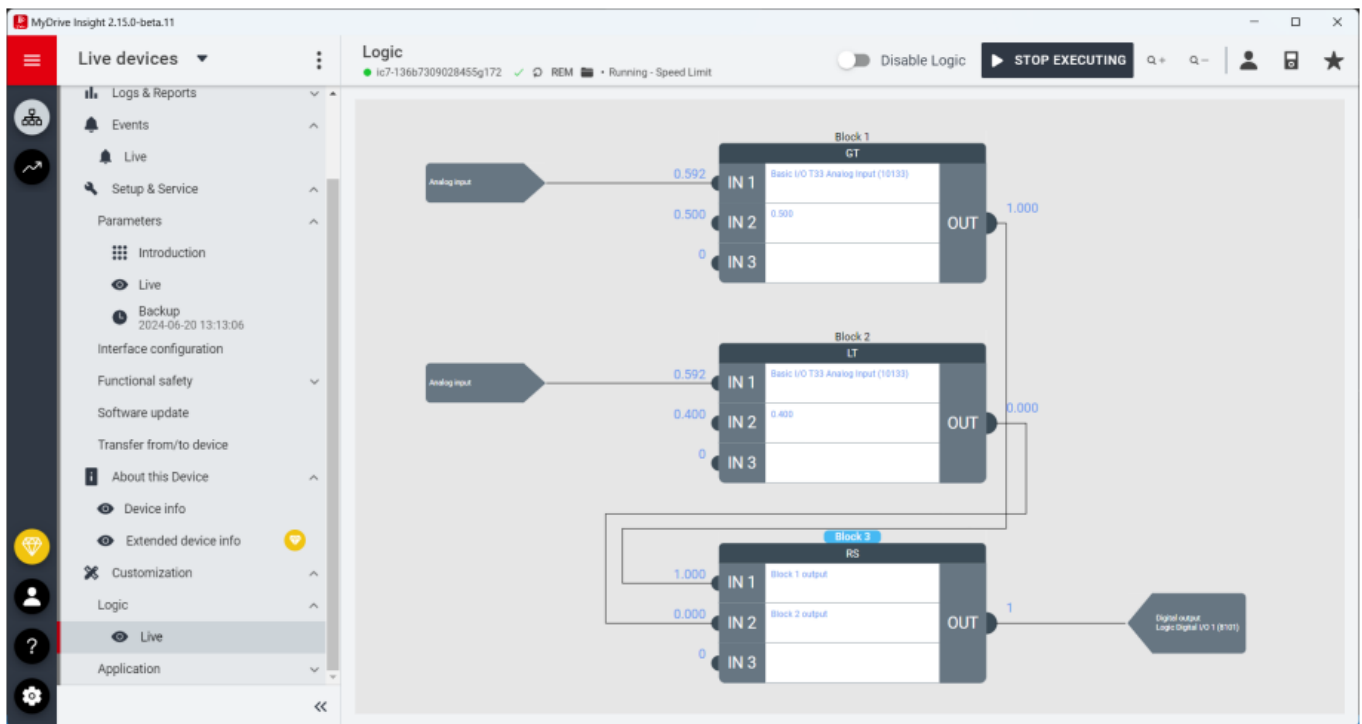 MyDrive Insight 2.15.0-beta.11
Live devices
Logs & Reports
Events
Live
Setup & Service
Parameters
Introduction
Live
Backup
2024-06-20 13:13:06
Interface configuration
Functional safety
Software update
Transfer from/to device
About this Device
Device info
Extended device info
Customization
Logic
Live
Application
Logic
ic7-136b7309028455g172 REM • Running - Speed Limit
Disable Logic
STOP EXECUTING
Block 1
GT
Analog input
0.592 IN 1 Basic I/O T33 Analog Input (10133)
0.500 IN 2 0.500
OUT 1.000
0 IN 3
Block 2
LT
Analog input
0.592 IN 1 Basic I/O T33 Analog Input (10133)
0.400 IN 2 0.400
OUT 0.000
0 IN 3
Block 3
RS
1.000 IN 1 Block 1 output
0.000 IN 2 Block 2 output
OUT 1
0 IN 3
Digital output
Logic Digital I/O 1 (8101)